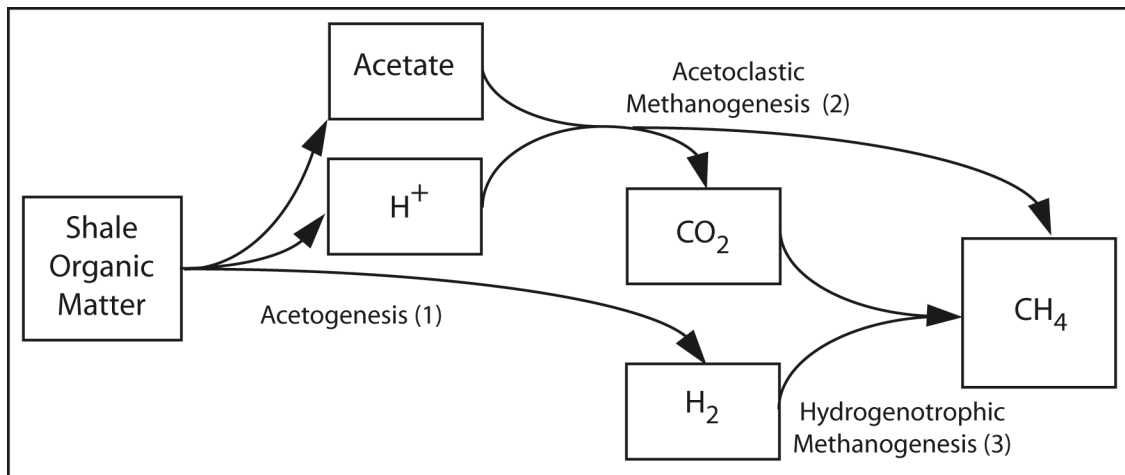 Acetate
Acetoclastic
Methanogenesis (2)
H+
Shale
Organic
Matter
CO2
CH4
Acetogenesis (1)
H2
Hydrogenotrophic
Methanogenesis (3)